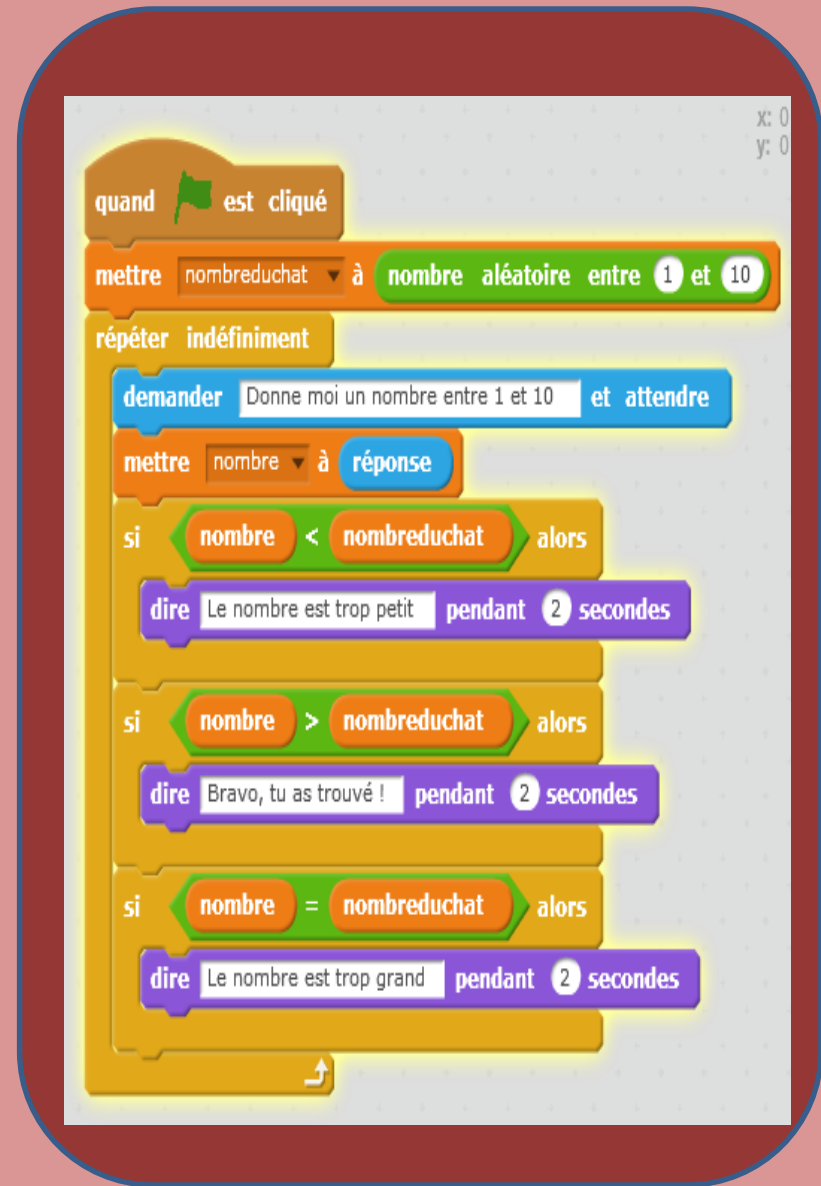 x: 0
y: 0
quand est cliqué
mettre nombreduchat à nombre aléatoire entre 1 et 10
répéter indéfiniment
demander Donne moi un nombre entre 1 et 10 et attendre
mettre nombre à réponse
si nombre < nombreduchat alors
dire Le nombre est trop petit pendant 2 secondes
si nombre > nombreduchat alors
dire Bravo, tu as trouvé ! pendant 2 secondes
si nombre = nombreduchat alors
dire Le nombre est trop grand pendant 2 secondes